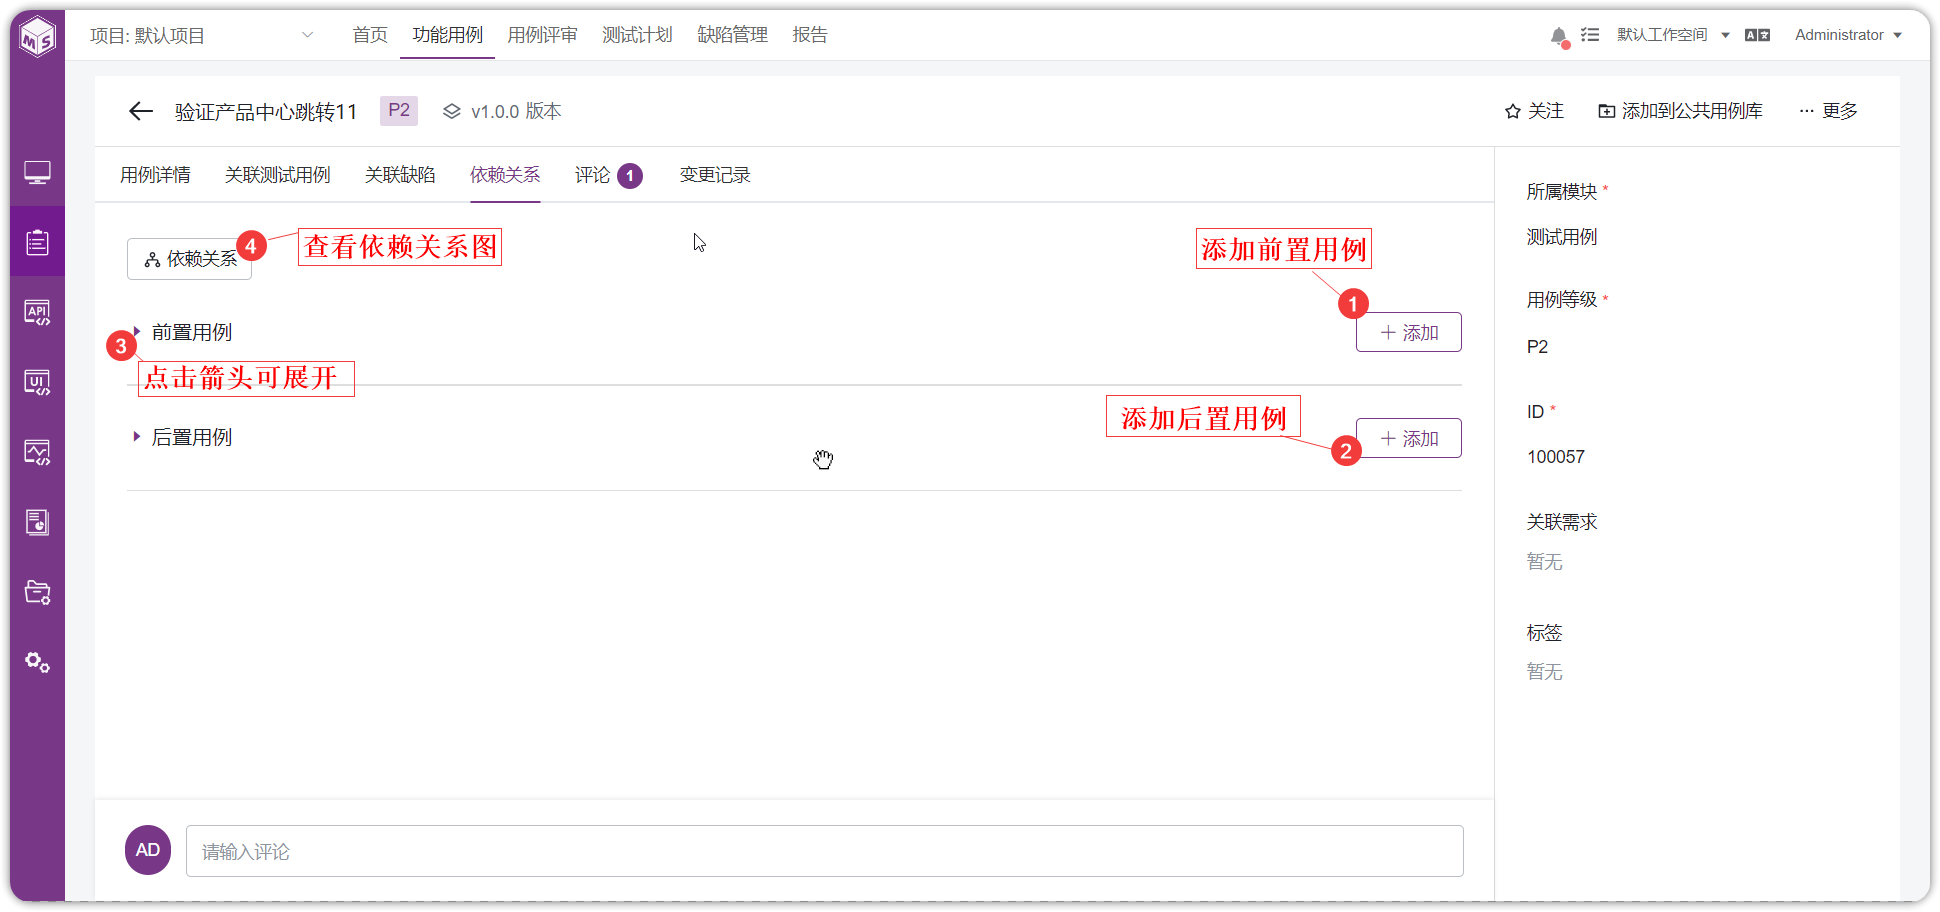 MS
项目: 默认项目
首页
功能用例
用例评审
测试计划
缺陷管理
报告
默认工作空间
Administrator
验证产品中心跳转11
P2
v1.0.0 版本
关注
添加到公共用例库
更多
用例详情
关联测试用例
关联缺陷
依赖关系
评论 1
变更记录
依赖关系
4
查看依赖关系图
添加前置用例
1
前置用例
添加
3
点击箭头可展开
添加后置用例
后置用例
添加
2
所属模块 *
测试用例
用例等级 *
P2
ID *
100057
关联需求
暂无
标签
暂无
API
UI
AD
请输入评论